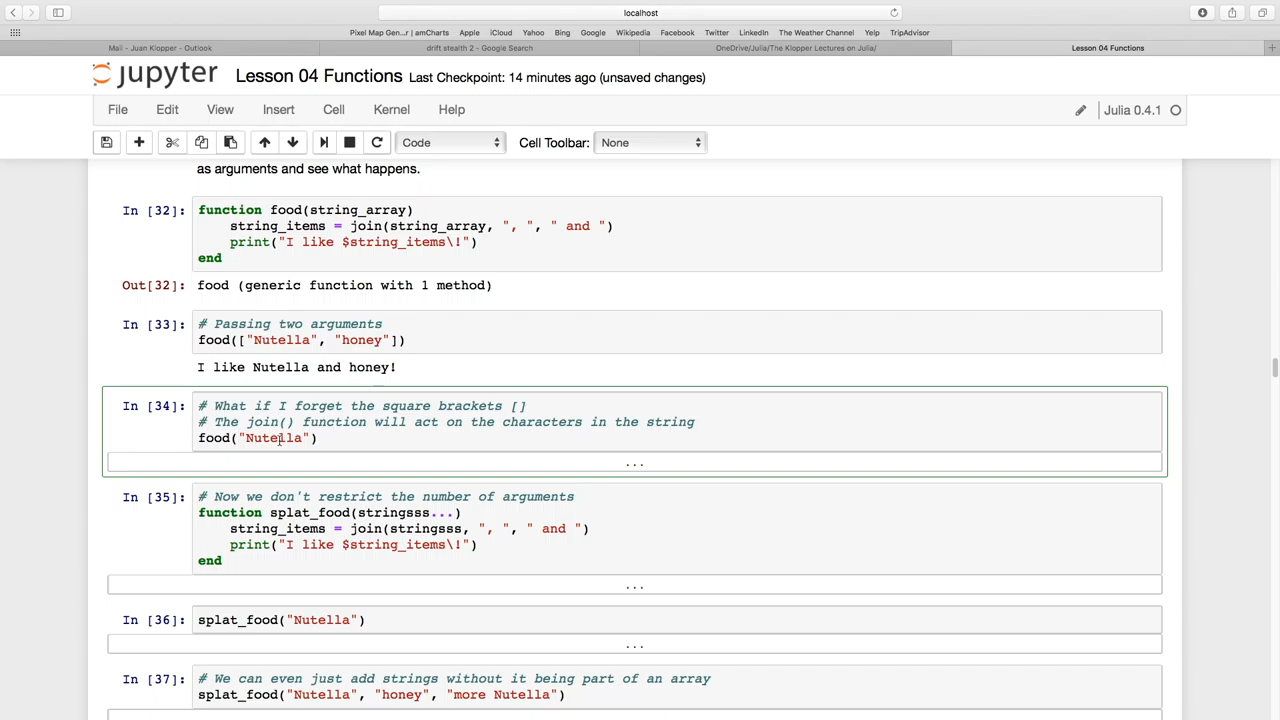 localhost
Pixel Map Gen...r | amCharts Apple iCloud Yahoo Bing Google Wikipedia Facebook Twitter LinkedIn The Weather Channel Yelp TripAdvisor
Mail - Juan Klopper - Outlook drift stealth 2 - Google Search OneDrive/Julia/The Klopper Lectures on Julia/ Lesson 04 Functions
jupyter Lesson 04 Functions Last Checkpoint: 14 minutes ago (unsaved changes)
File Edit View Insert Cell Kernel Help Julia 0.4.1
Code Cell Toolbar: None
as arguments and see what happens.
In [32]: function food(string_array)
string_items = join(string_array, ", ", " and ")
print("I like $string_items\!")
end
Out[32]: food (generic function with 1 method)
In [33]: # Passing two arguments
food(["Nutella", "honey"])
I like Nutella and honey!
In [34]: # What if I forget the square brackets []
# The join() function will act on the characters in the string
food("Nutella")
...
In [35]: # Now we don't restrict the number of arguments
function splat_food(stringsss...)
string_items = join(stringsss, ", ", " and ")
print("I like $string_items\!")
end
...
In [36]: splat_food("Nutella")
...
In [37]: # We can even just add strings without it being part of an array
splat_food("Nutella", "honey", "more Nutella")